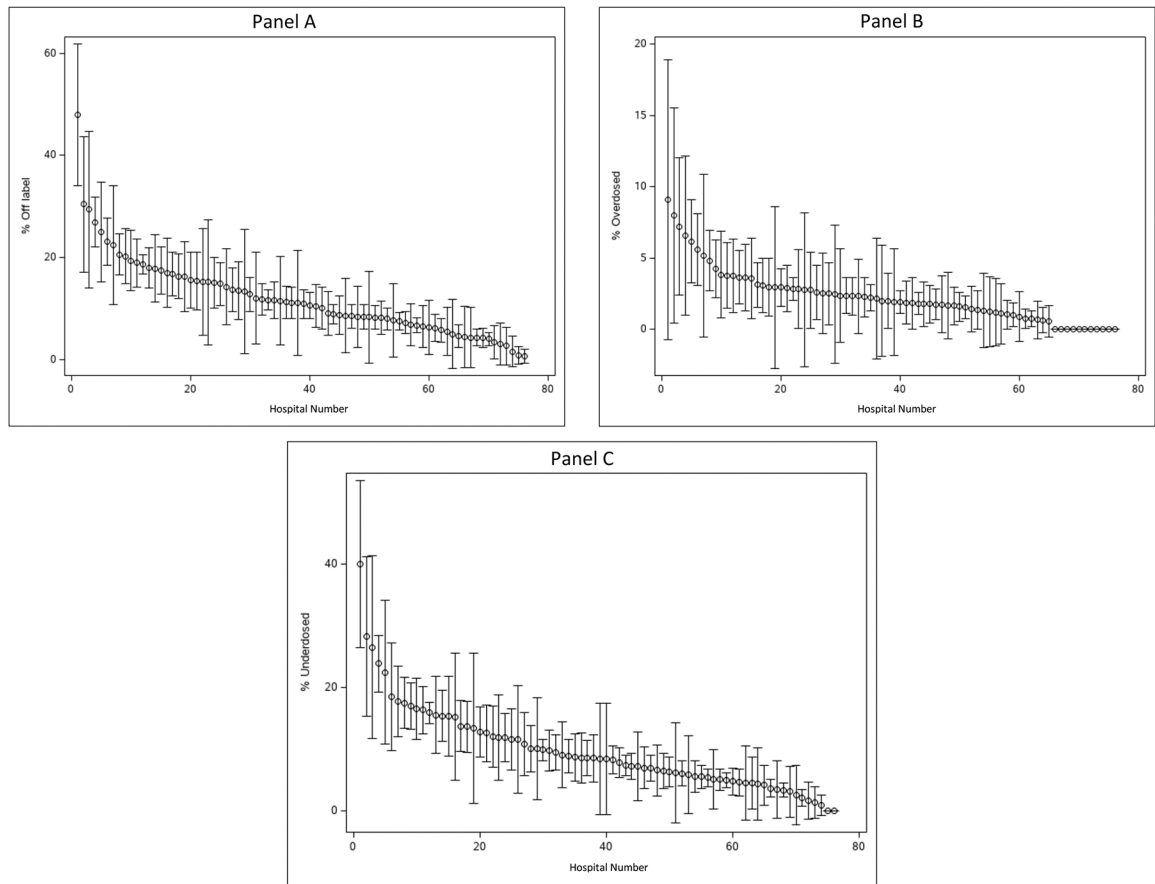 Panel A
60
40
20
0
% Off label
0 20 40 60 80
Hospital Number
Panel B
20
15
10
5
0
% Overdosed
0 20 40 60 80
Hospital Number
Panel C
40
20
0
% Underdosed
0 20 40 60 80
Hospital Number